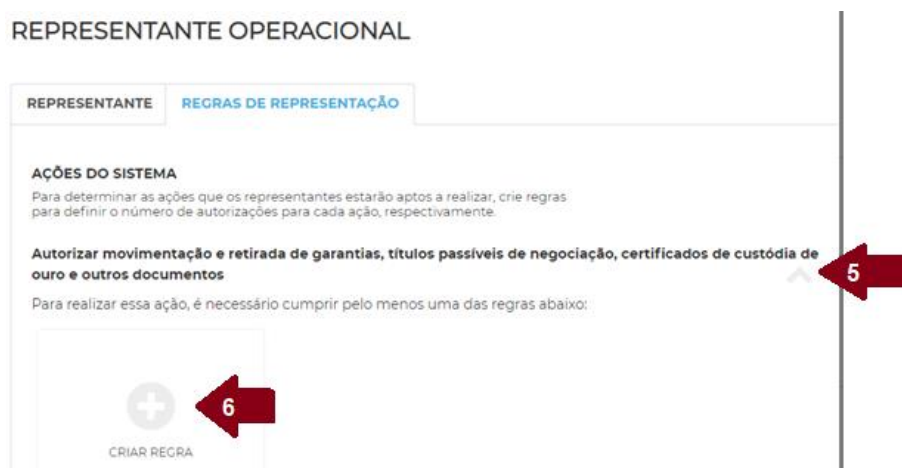 REPRESENTANTE OPERACIONAL
REPRESENTANTE REGRAS DE REPRESENTAÇÃO
AÇÕES DO SISTEMA
Para determinar as ações que os representantes estarão aptos a realizar, crie regras
para definir o número de autorizações para cada ação, respectivamente.
Autorizar movimentação e retirada de garantias, títulos passíveis de negociação, certificados de custódia de
ouro e outros documentos
5
Para realizar essa ação, é necessário cumprir pelo menos uma das regras abaixo:
6
CRIAR REGRA